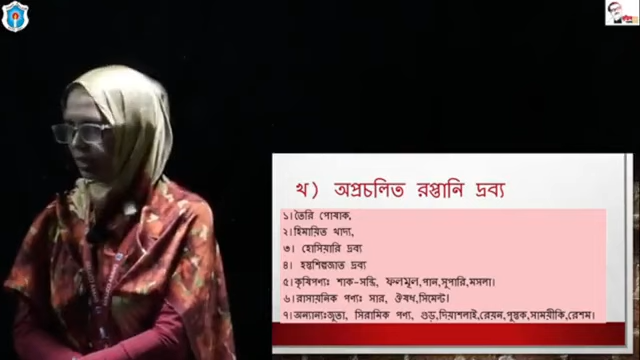 খ) অপ্রচলিত রপ্তানি দ্রব্য
১। তৈরি পোষাক,
২। হিমায়িত খাদ্য,
৩। হোসিয়ারি দ্রব্য
৪। হস্তশিল্পজাত দ্রব্য
৫। কৃষিপণ্যঃ শাক-সব্জি, ফলমুল,পান,সুপারি,মসলা।
৬। রাসায়নিক পণ্যঃ সার, ঔষধ,সিমেন্ট।
৭। অন্যান্যঃজুতা, সিরামিক পণ্য, গুড়,দিয়াশলাই,রেয়ন,পুস্তক,সাময়ীকি,রেশম।